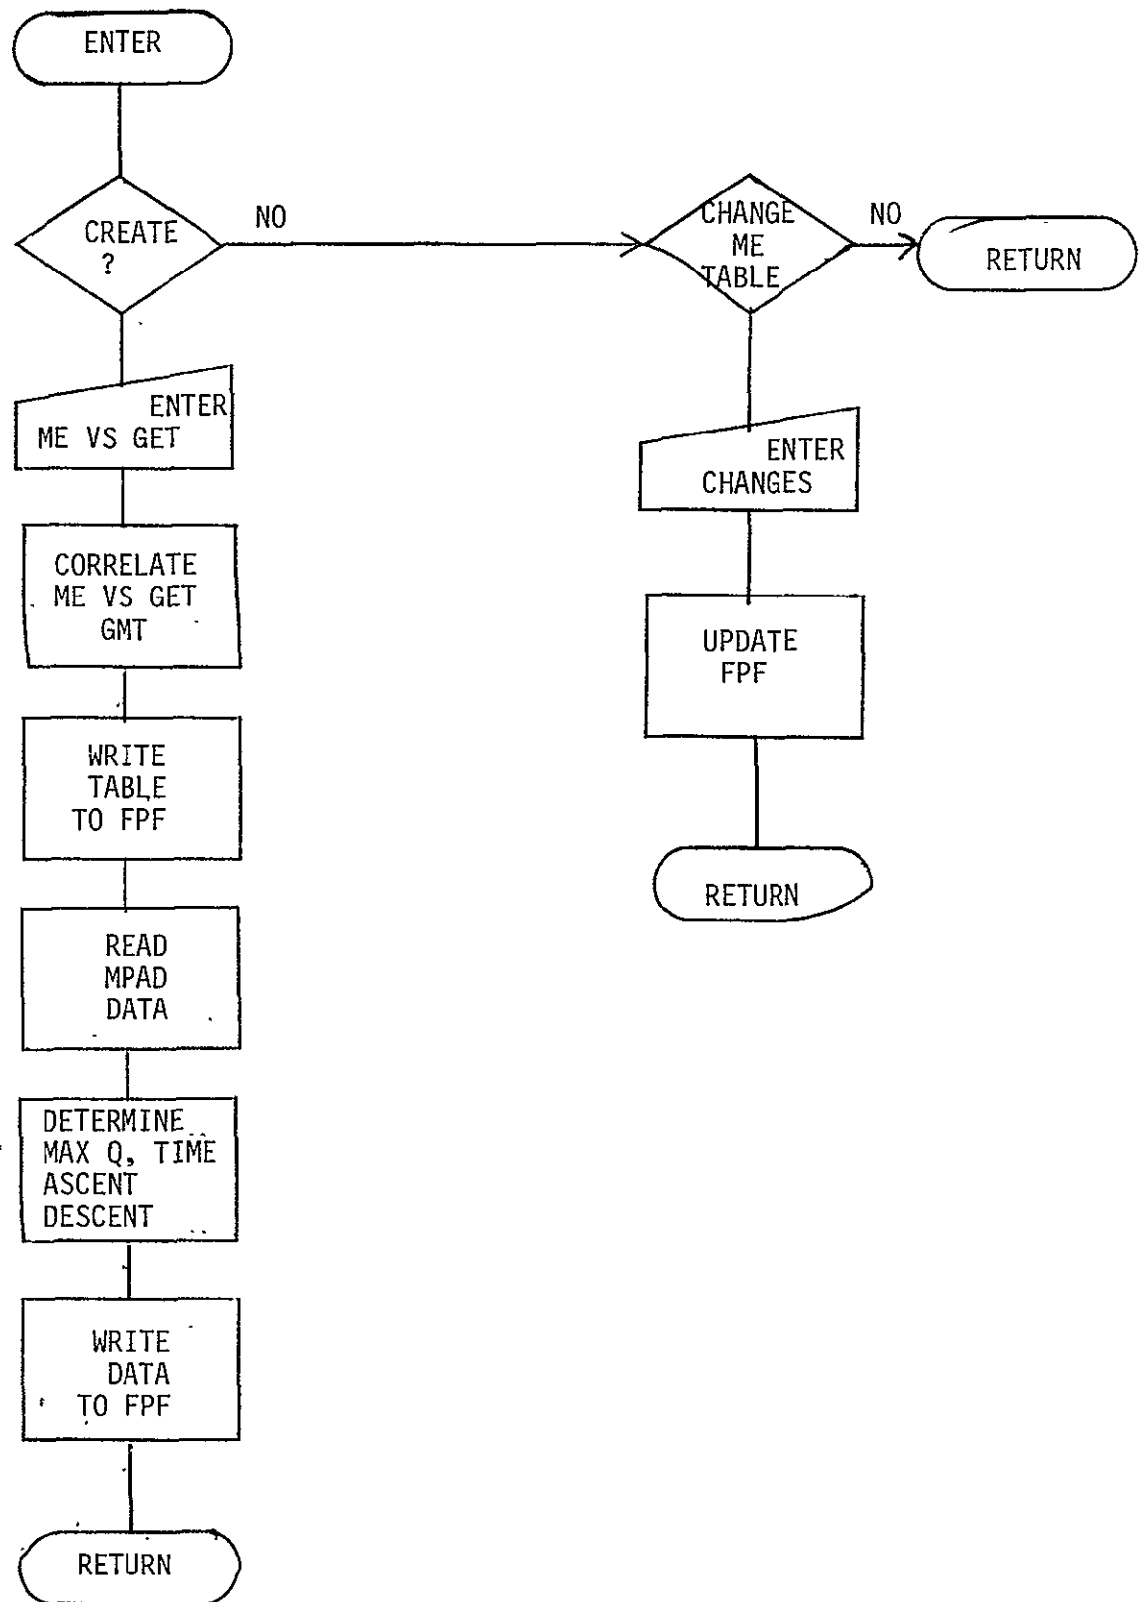 ENTER
CREATE
?
NO
CHANGE
ME
TABLE
NO
RETURN
ENTER
ME VS GET
CORRELATE
ME VS GET
GMT
WRITE
TABLE
TO FPF
READ
MPAD
DATA
DETERMINE
MAX Q, TIME
ASCENT
DESCENT
WRITE
DATA
TO FPF
RETURN
ENTER
CHANGES
UPDATE
FPF
RETURN